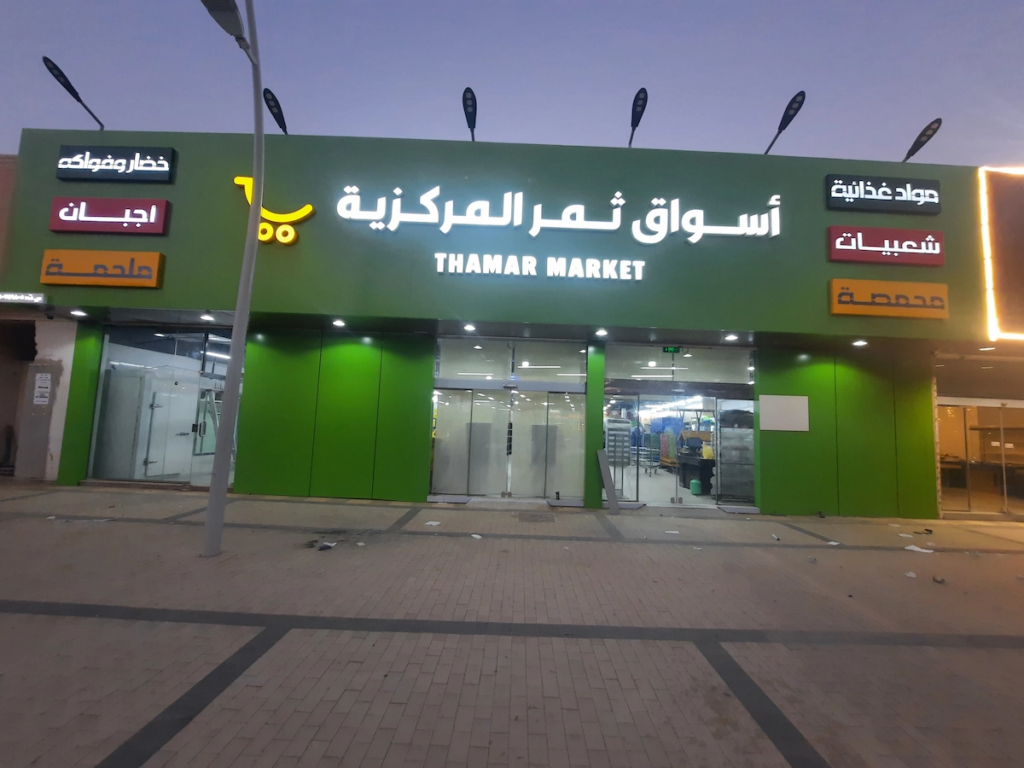 أسواق ثمر المركزية
THAMAR MARKET
مواد غذائية
شعبيات
محمصة
خضار وفواكه
اجبان
ملحمة